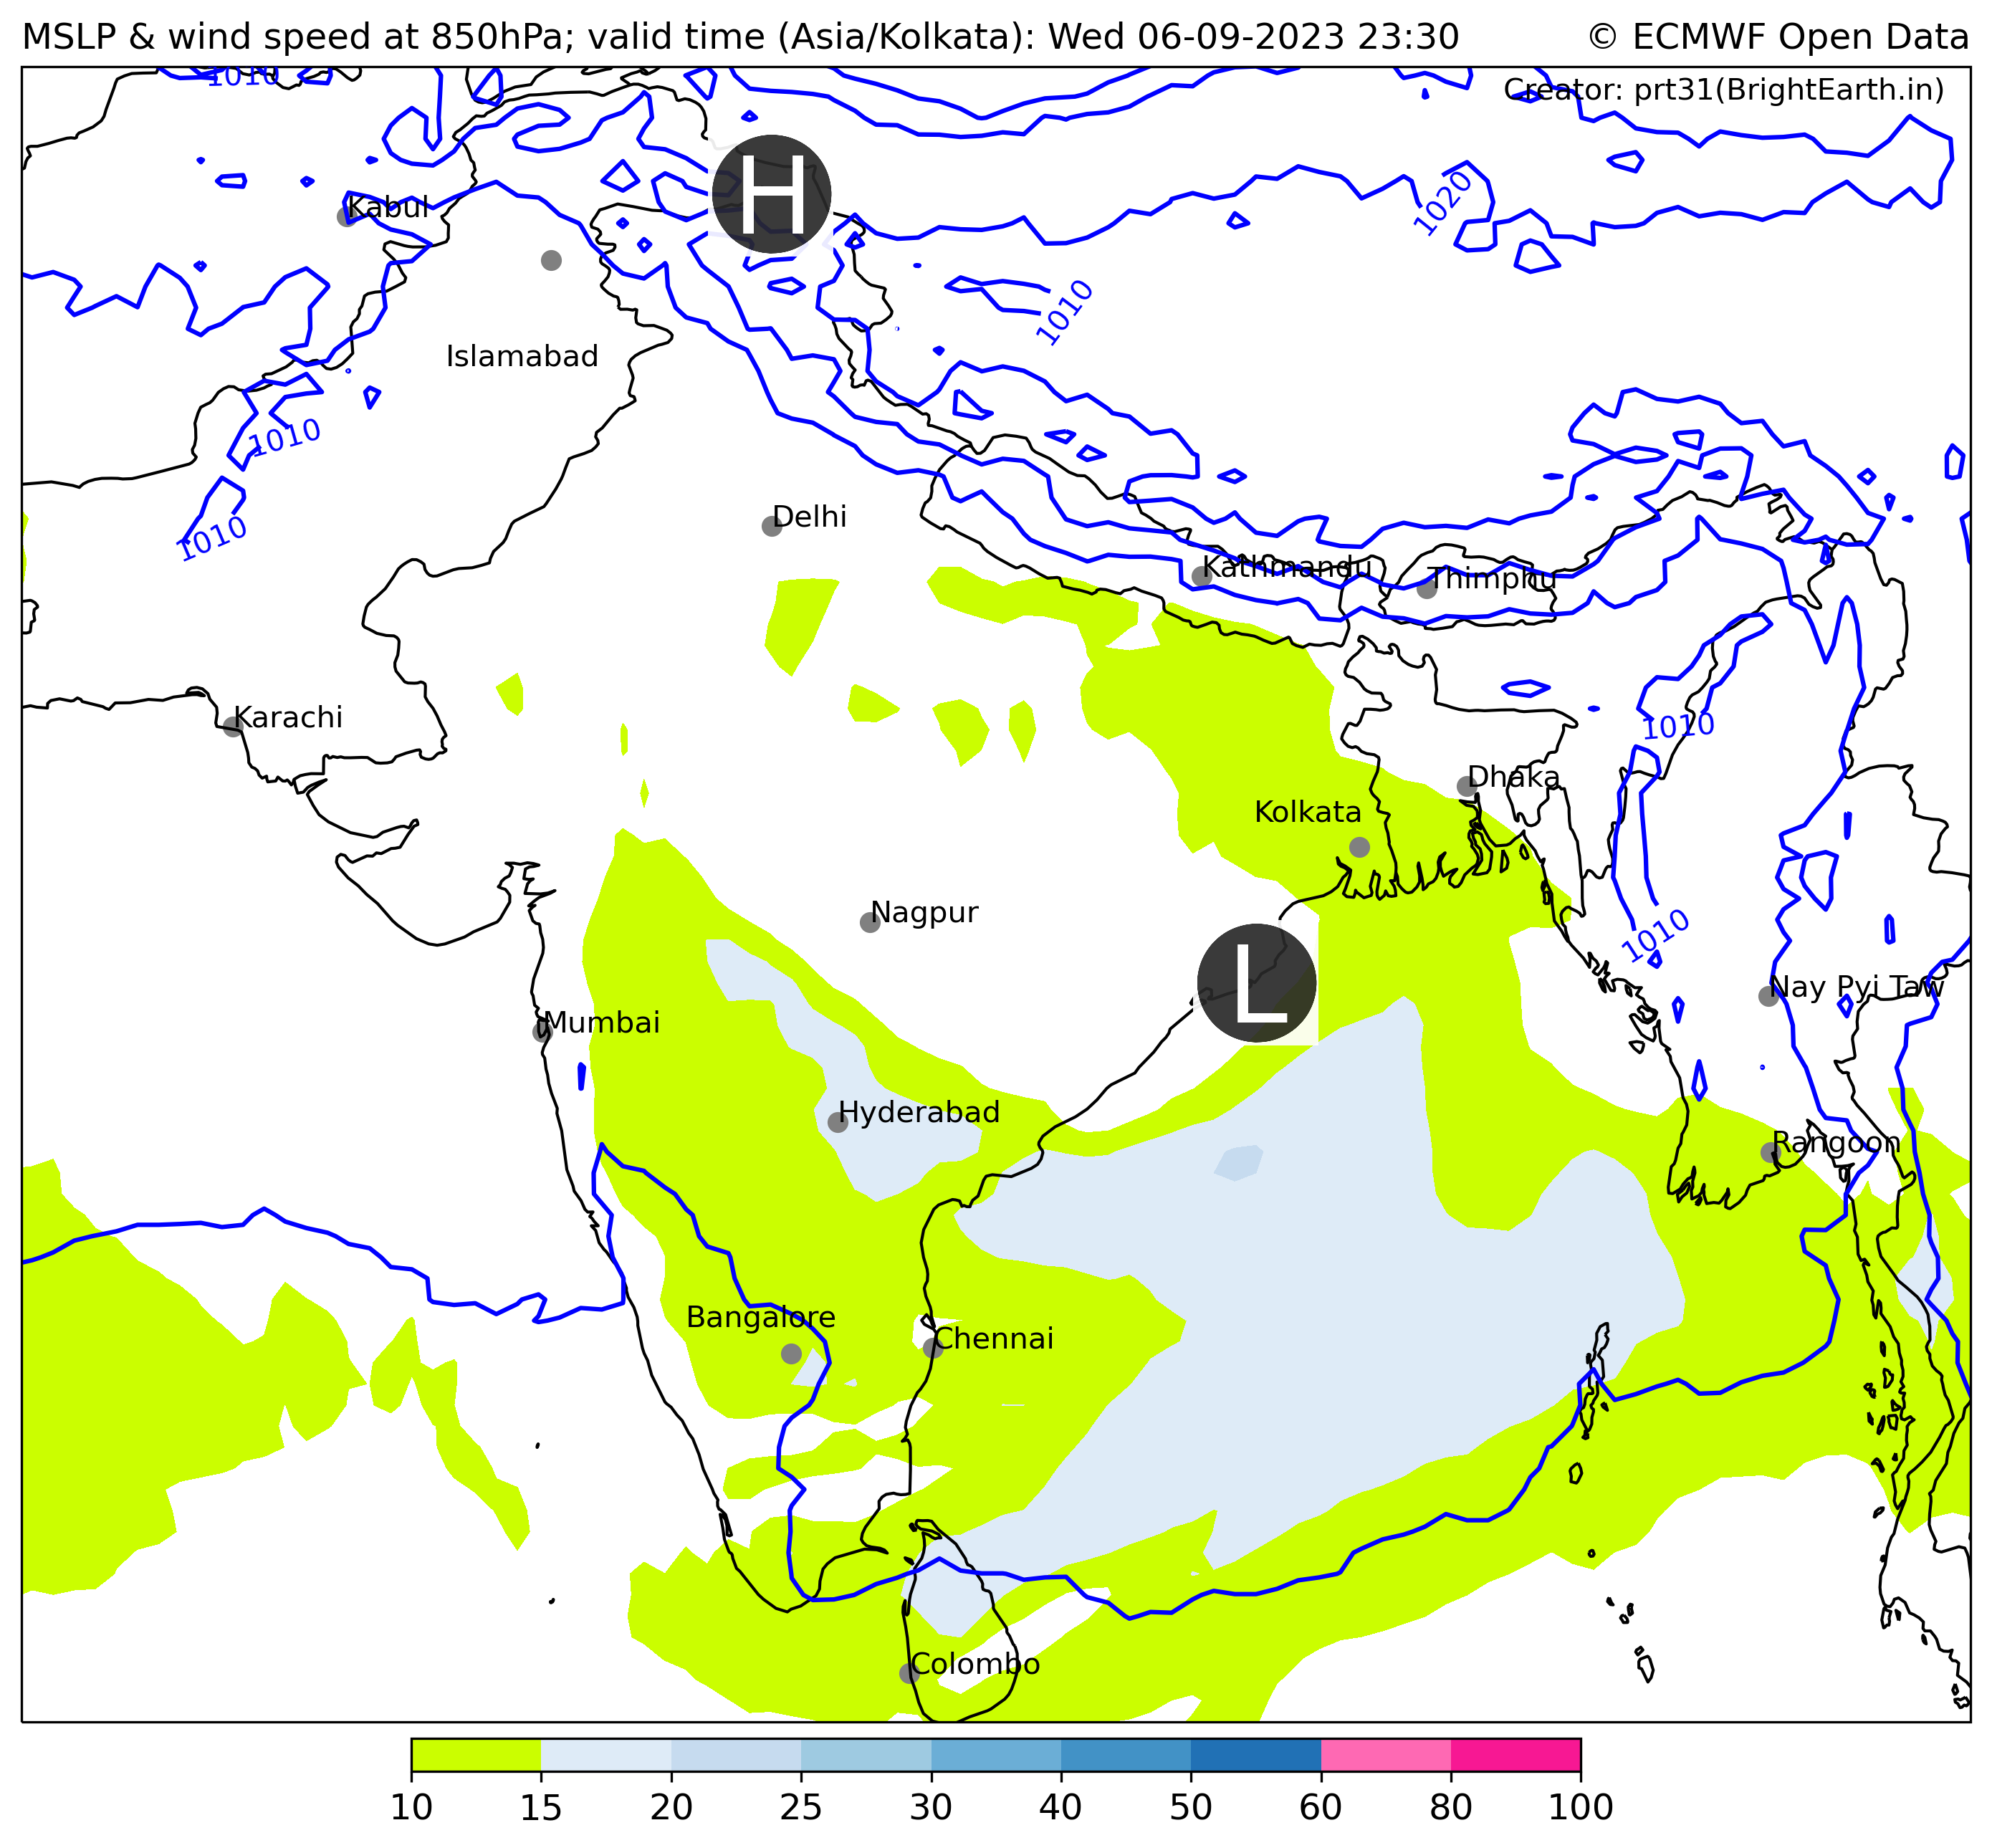 MSLP & wind speed at 850hPa; valid time (Asia/Kolkata): Wed 06-09-2023 23:30
© ECMWF Open Data
1010
Creator: prt31(BrightEarth.in)
H
Kabul
1020
1010
Islamabad
1010
Delhi
1010
Kathmandu
Thimphu
Karachi
1010
Dhaka
Kolkata
Nagpur
1010
L
Nay Pyi Taw
Mumbai
Hyderabad
Rangoon
Bangalore
Chennai
Colombo
10 15 20 25 30 40 50 60 80 100